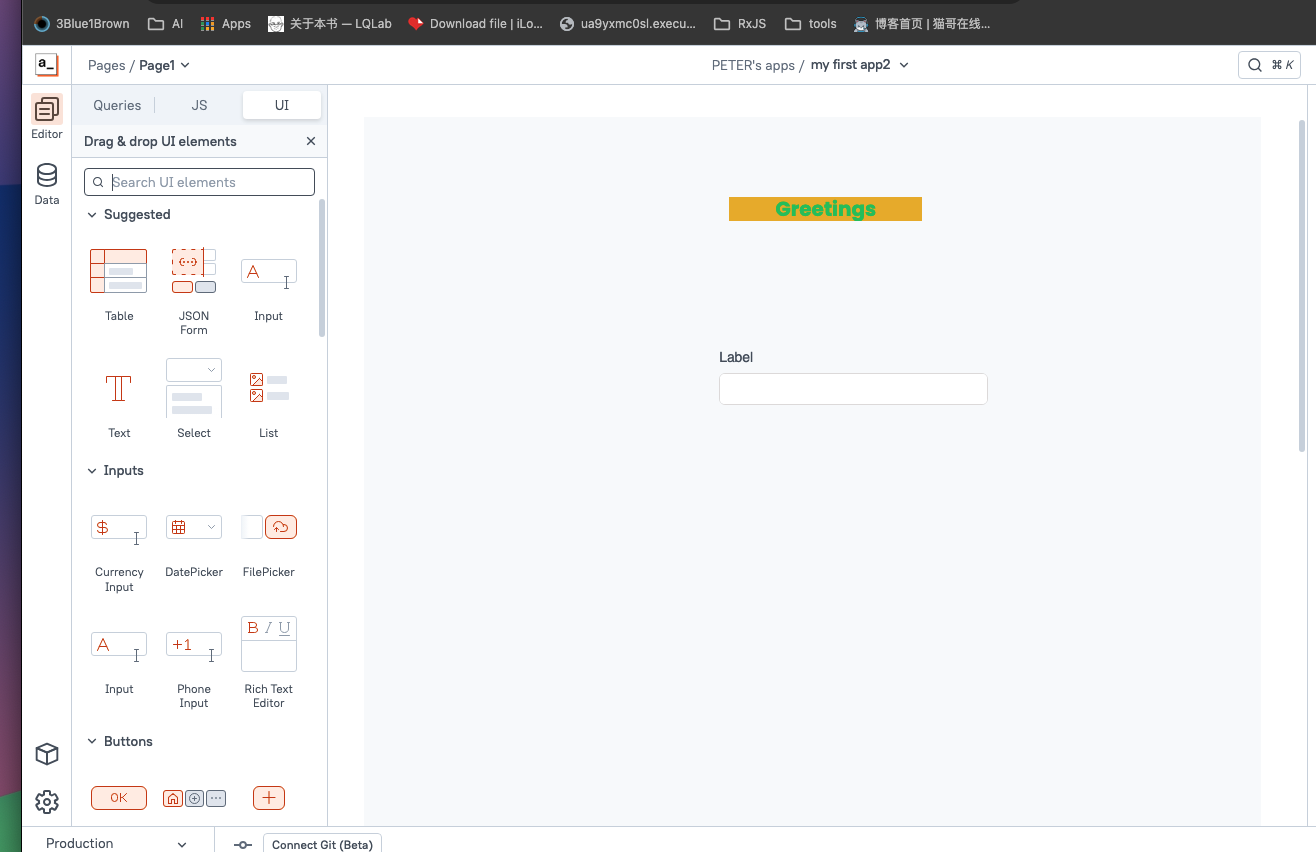 3Blue1Brown AI Apps 关于本书 — LQLab Download file | iLo... ua9yxmc0sl.execu... RxJS tools 博客首页 | 猫哥在线...
a_ Pages / Page1 PETER's apps / my first app2 ⌘ K
Queries JS UI
Editor
Drag & drop UI elements
Search UI elements
Data
Suggested
Greetings
A
Table JSON Form Input
Label
Text Select List
Inputs
$
Currency Input DatePicker FilePicker
A +1 B I U
Input Phone Input Rich Text Editor
Buttons
OK
Production Connect Git (Beta)